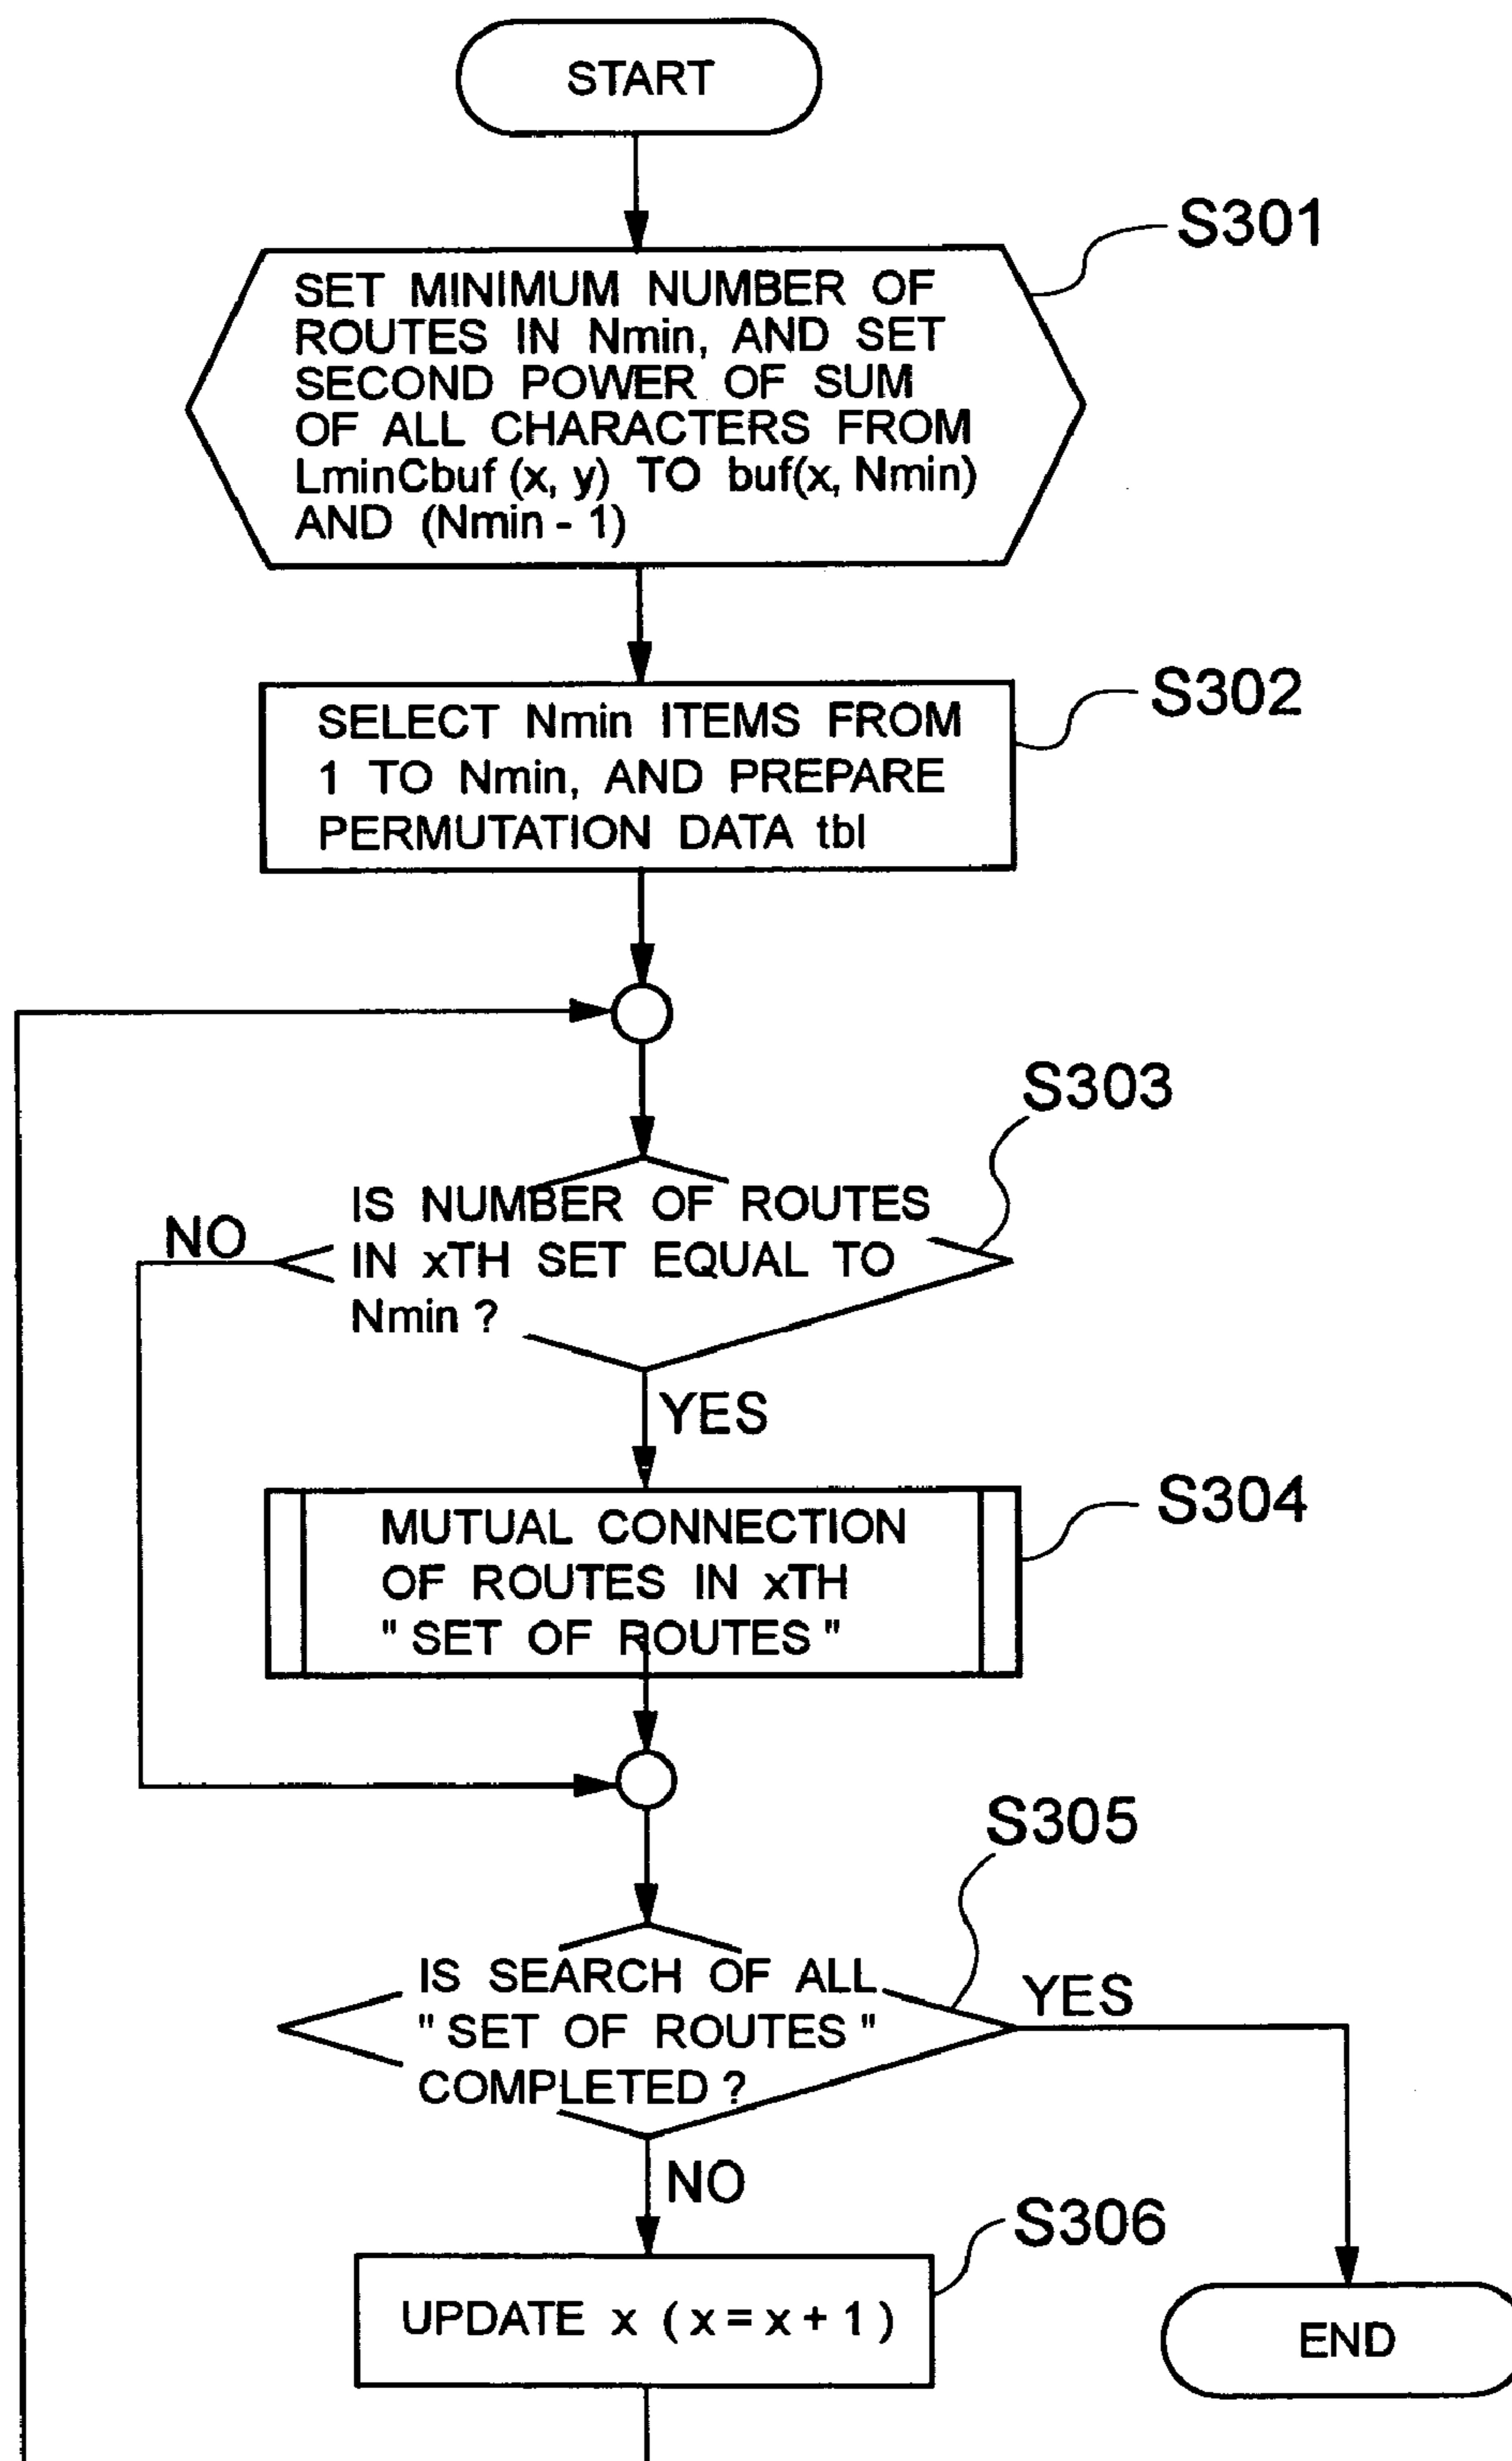 START
S301
SET MINIMUM NUMBER OF
ROUTES IN Nmin, AND SET
SECOND POWER OF SUM
OF ALL CHARACTERS FROM
LminCbuf (x, y) TO buf(x, Nmin)
AND (Nmin - 1)
S302
SELECT Nmin ITEMS FROM
1 TO Nmin, AND PREPARE
PERMUTATION DATA tbl
S303
NO
IS NUMBER OF ROUTES
IN xTH SET EQUAL TO
Nmin ?
YES
S304
MUTUAL CONNECTION
OF ROUTES IN xTH
" SET OF ROUTES "
S305
IS SEARCH OF ALL
" SET OF ROUTES "
COMPLETED ?
YES
NO
S306
UPDATE x ( x = x + 1 )
END